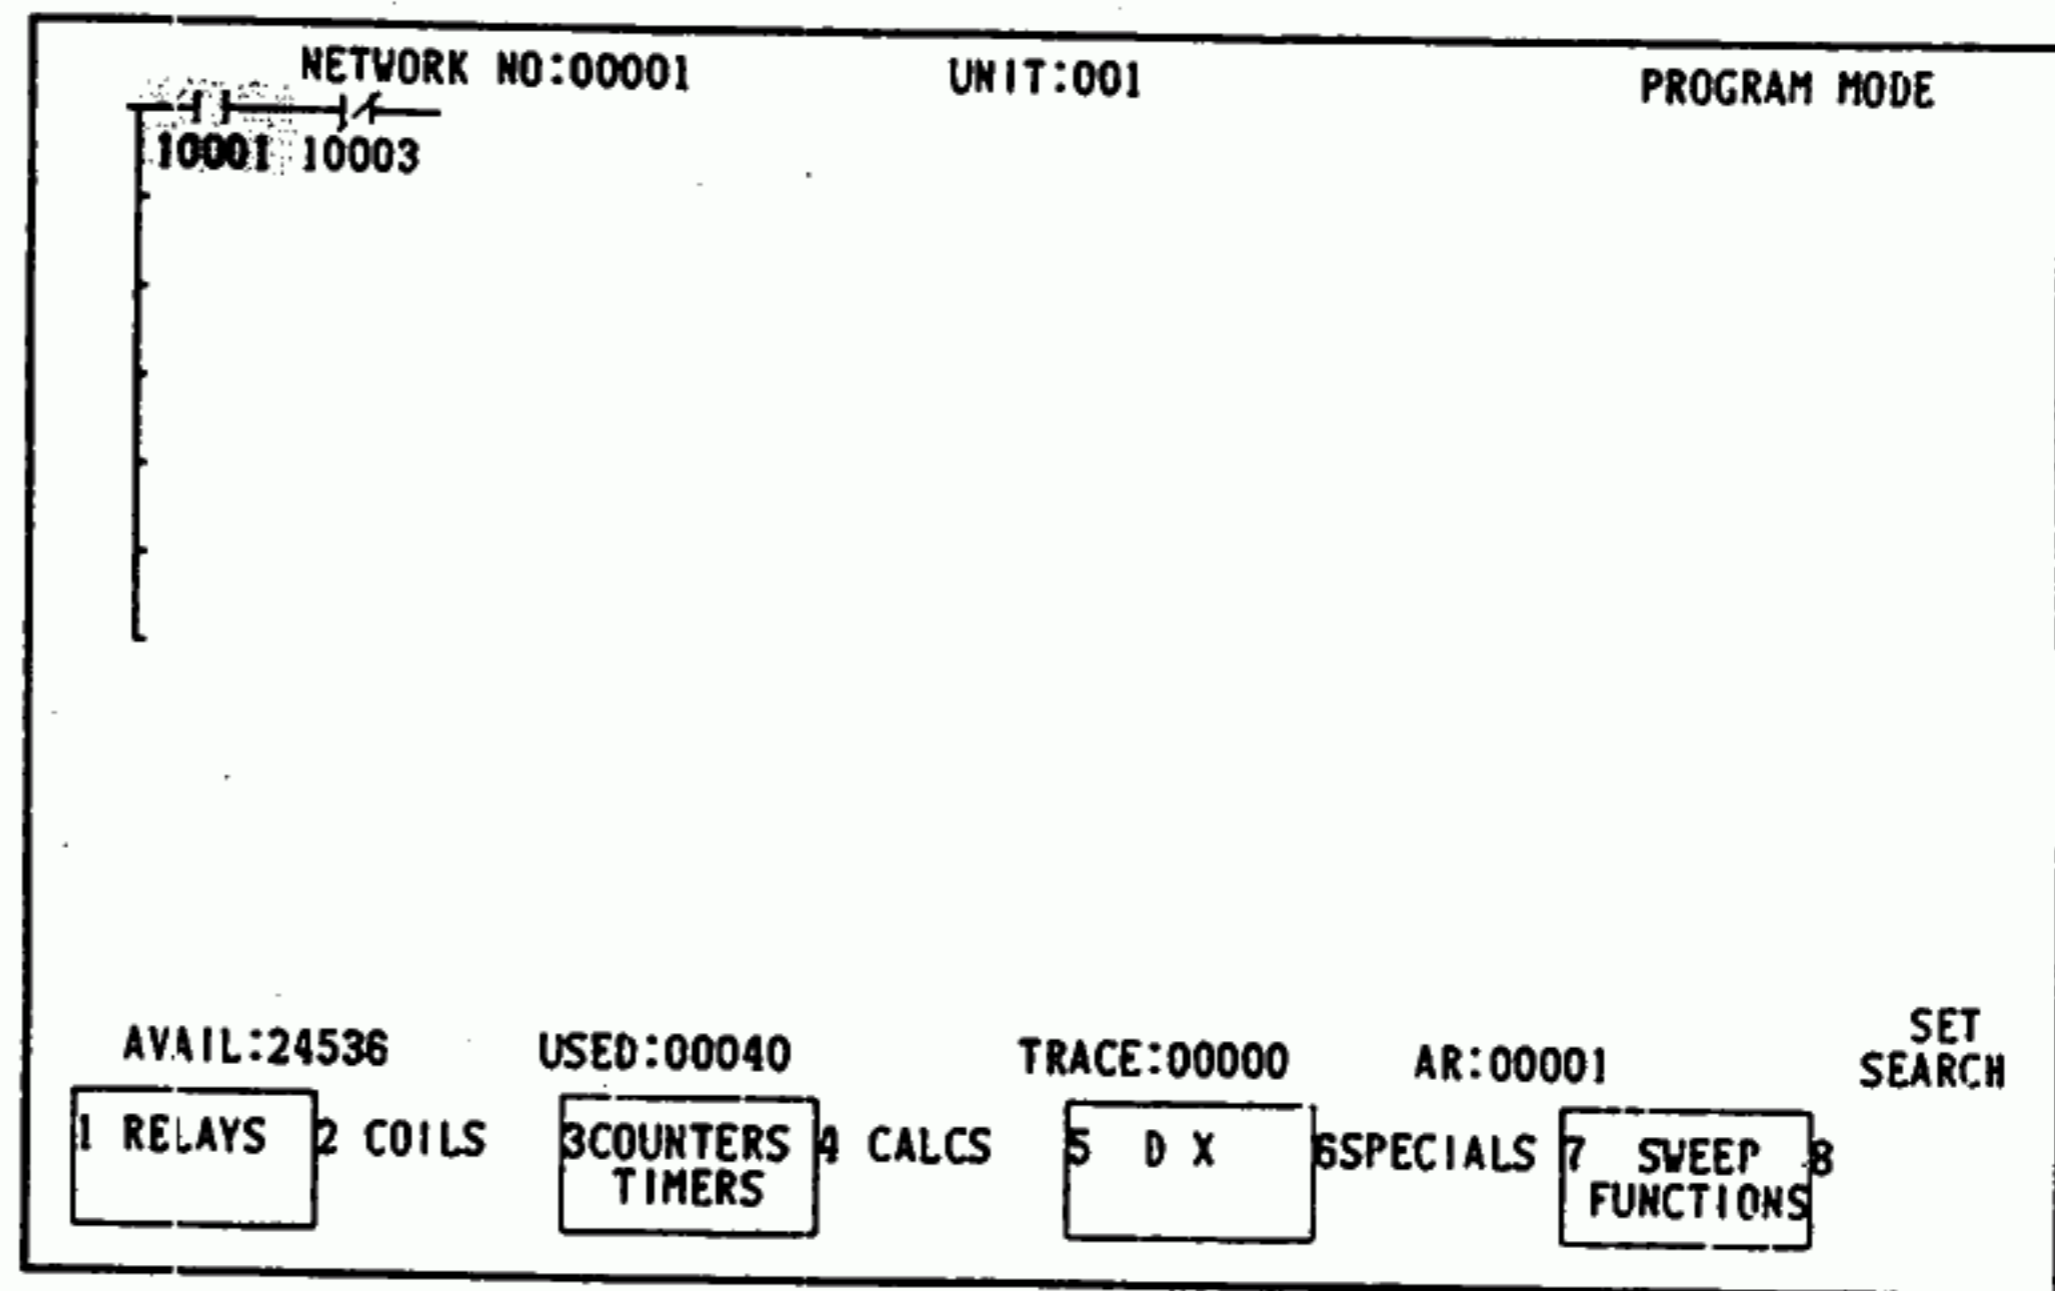 NETWORK NO:00001 UNIT:001 PROGRAM MODE
10001 10003
SET
AVAIL:24536 USED:00040 TRACE:00000 AR:00001 SEARCH
1 RELAYS 2 COILS 3COUNTERS 4 CALCS 5 D X 6SPECIALS 7 SWEEP 8
TIMERS FUNCTIONS